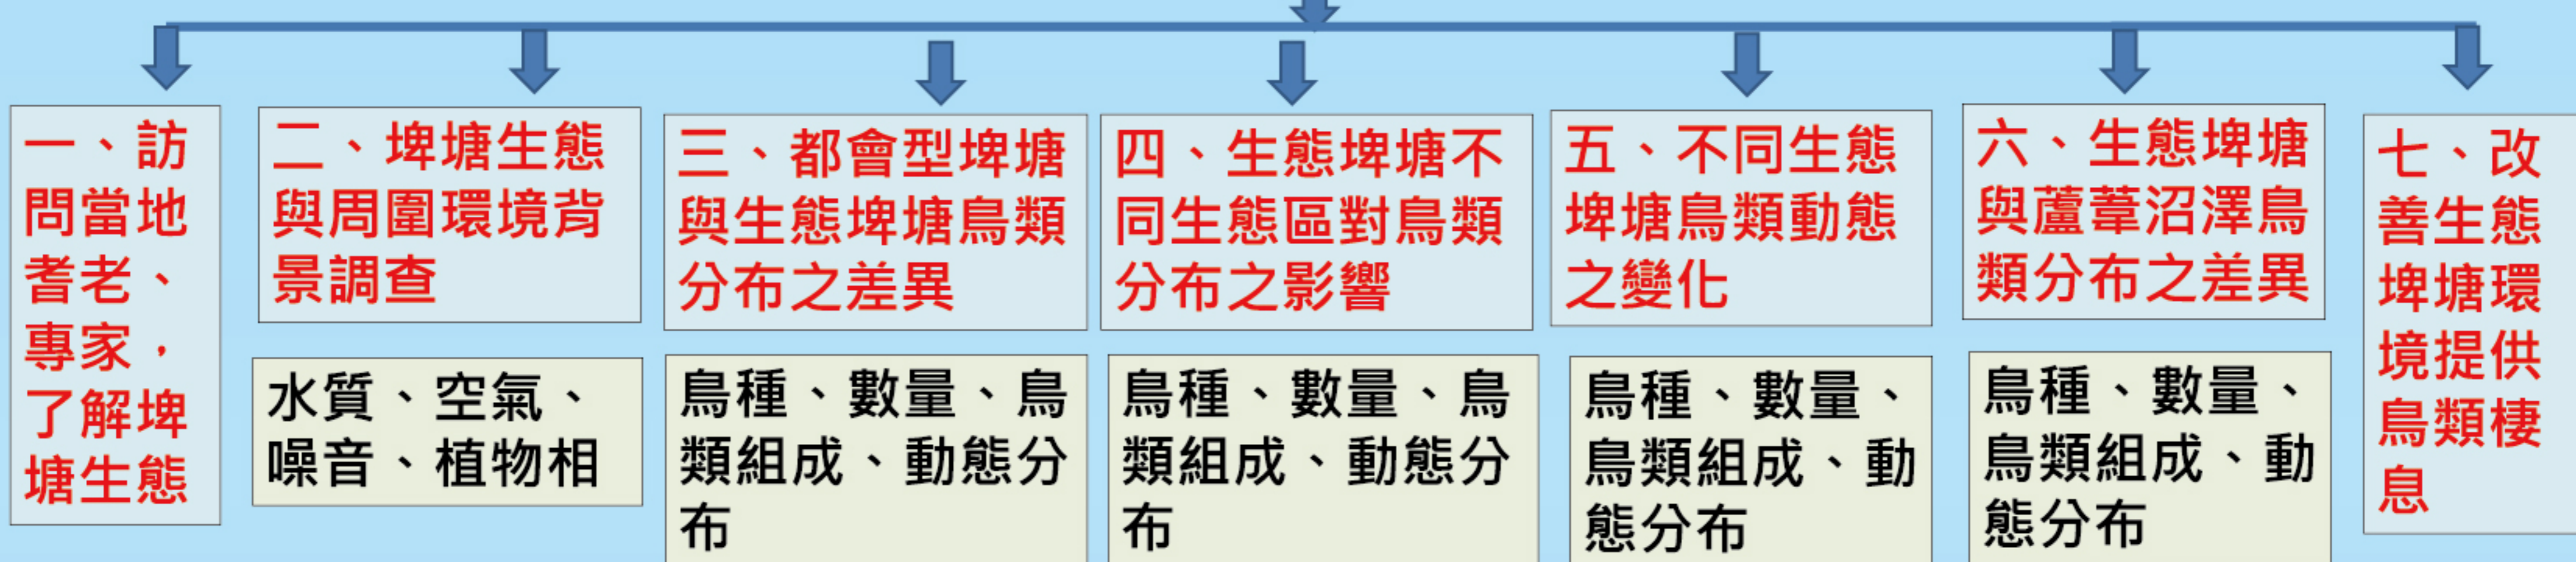 一、訪
問當地
耆老、
專家，
了解埤
塘生態
二、埤塘生態
與周圍環境背
景調查
水質、空氣、
噪音、植物相
三、都會型埤塘
與生態埤塘鳥類
分布之差異
鳥種、數量、鳥
類組成、動態分
布
四、生態埤塘不
同生態區對鳥類
分布之影響
鳥種、數量、鳥
類組成、動態分
布
五、不同生態
埤塘鳥類動態
之變化
鳥種、數量、
鳥類組成、動
態分布
六、生態埤塘
與蘆葦沼澤鳥
類分布之差異
鳥種、數量、
鳥類組成、動
態分布
七、改
善生態
埤塘環
境提供
鳥類棲
息